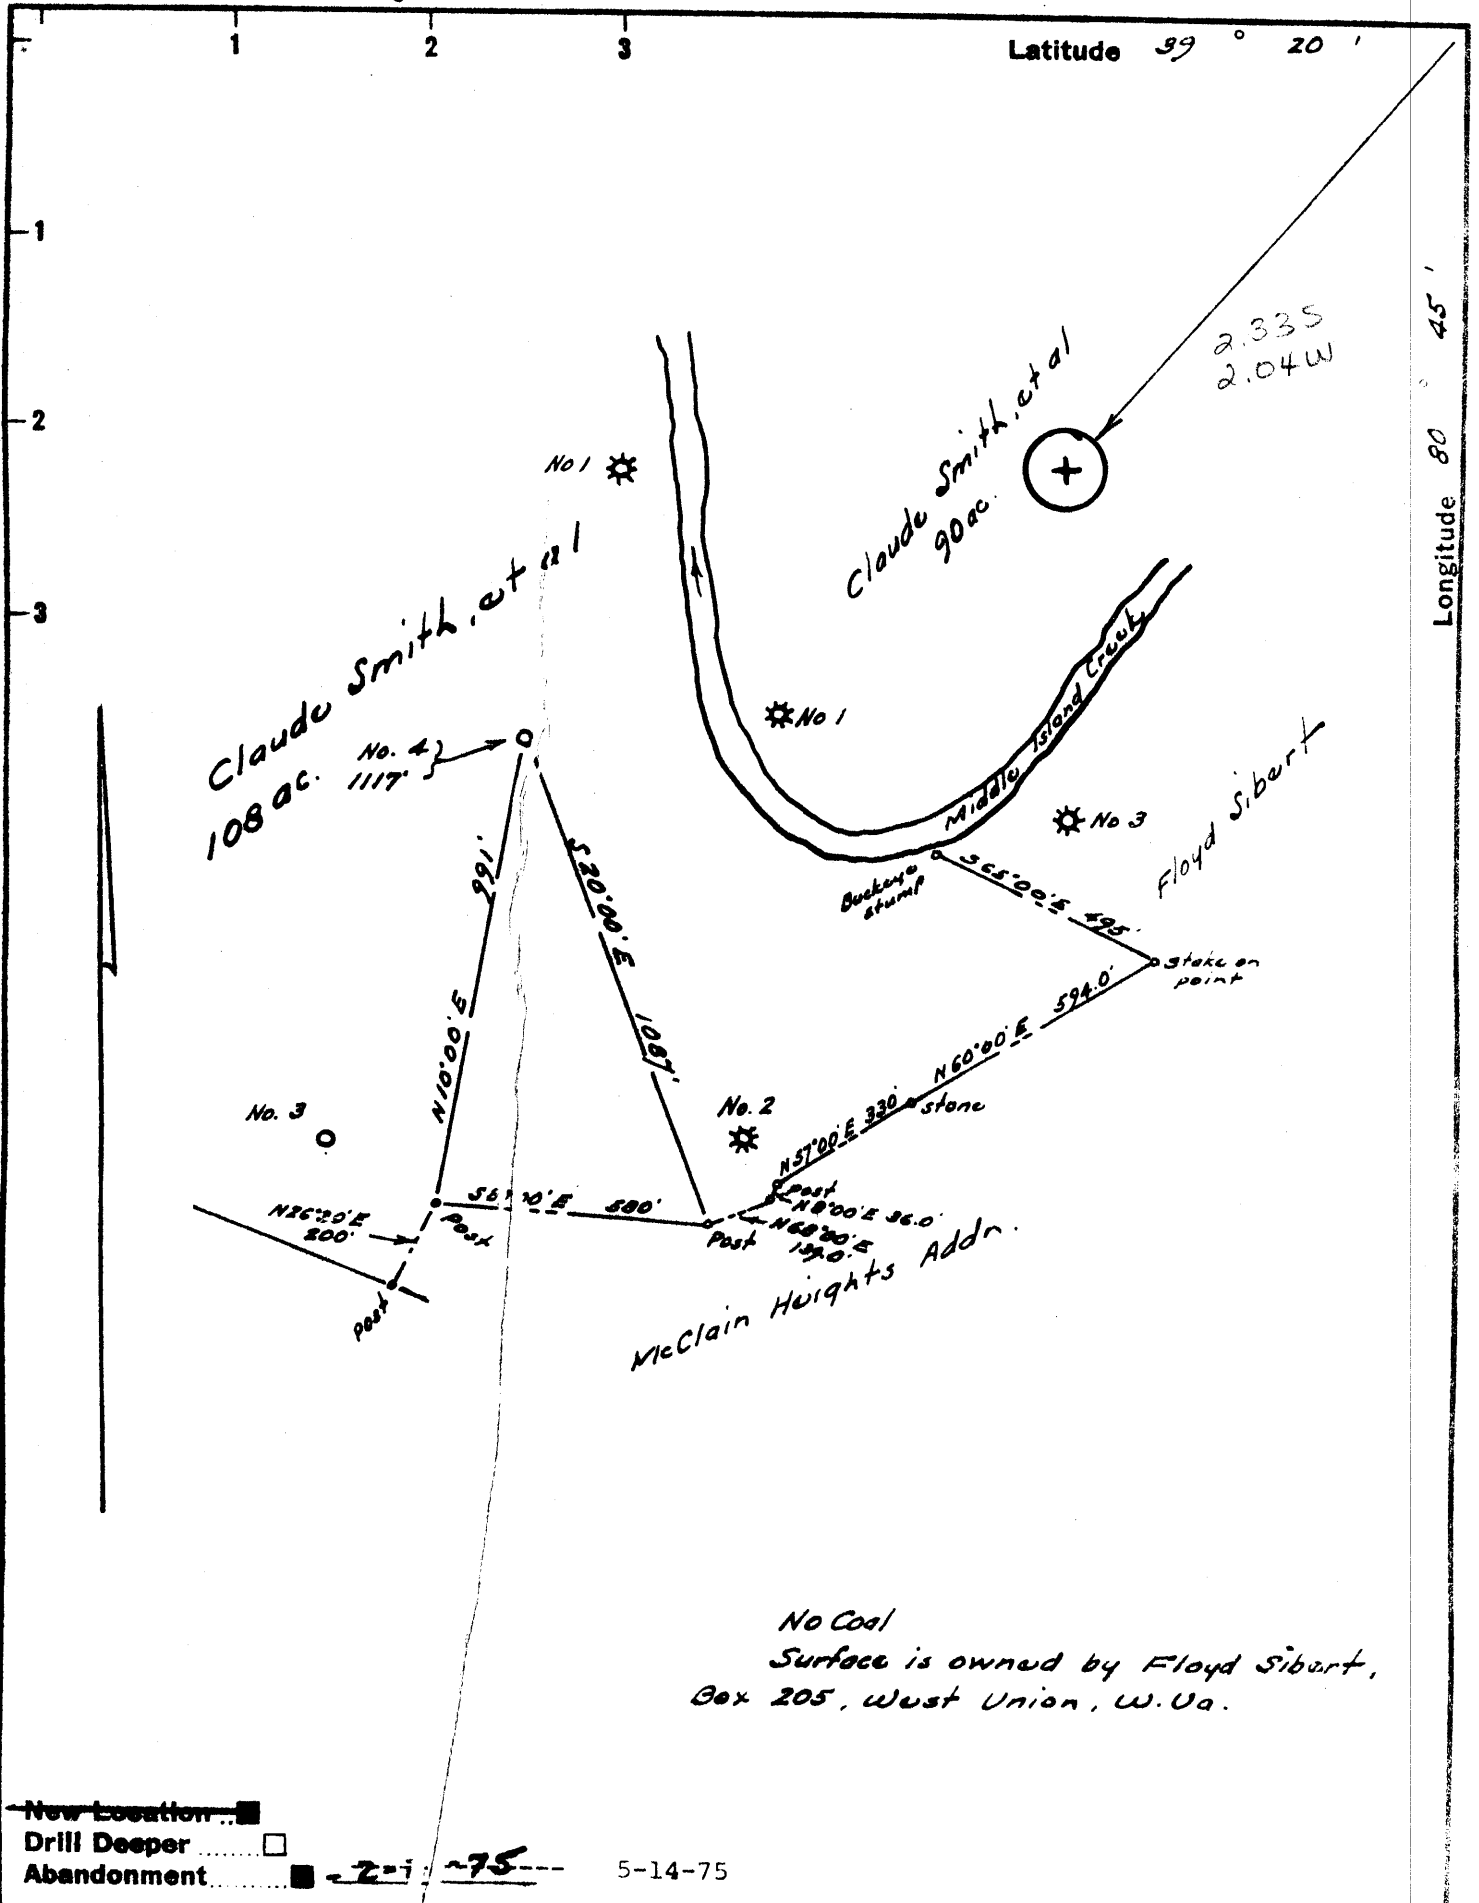 1 2 3
Latitude 39 ° 20 '
1
2
3
Longitude 80 ° 45 '
2.33S
2.04W
Claude Smith, et al
90 ac.
No 1
Claude Smith, et al
108 ac.
No. 4
1117'
No 1
Middle Island Creek
No 3
Floyd Sibert
Buckeye
stump
S65°00'E 495'
stake on
point
991'
N10°00'E
S20°00'E
1087'
594.0'
N60°00'E
stone
N57°00'E 330'
No. 3
No. 2
N26°20'E
200'
Post
580'
Post
Post
N8°00'E 36.0'
N68°00'E
Post
McClain Heights Addn.
No Coal
Surface is owned by Floyd Sibert,
Box 205, West Union, W. Va.
New Location
Drill Deeper
Abandonment
75
5-14-75